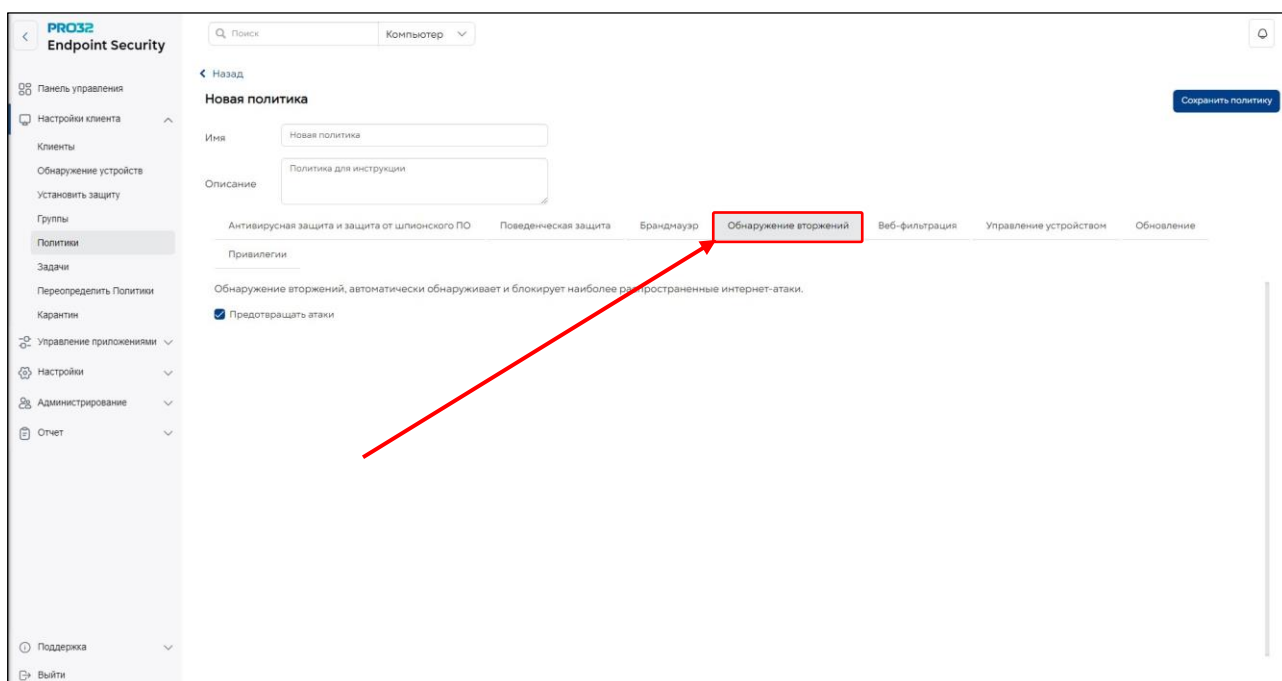 PRO32
Endpoint Security
Поиск
Компьютер
Панель управления
Настройки клиента
Клиенты
Обнаружение устройств
Установить защиту
Группы
Политики
Задачи
Переопределить Политики
Карантин
Управление приложениями
Настройки
Администрирование
Отчет
Поддержка
Выйти
Назад
Новая политика
Сохранить политику
Имя
Новая политика
Описание
Политика для инструкции
Антивирусная защита и защита от шпионского ПО
Поведенческая защита
Брандмауэр
Обнаружение вторжений
Веб-фильтрация
Управление устройством
Обновление
Привилегии
Обнаружение вторжений, автоматически обнаруживает и блокирует наиболее распространенные интернет-атаки.
Предотвращать атаки